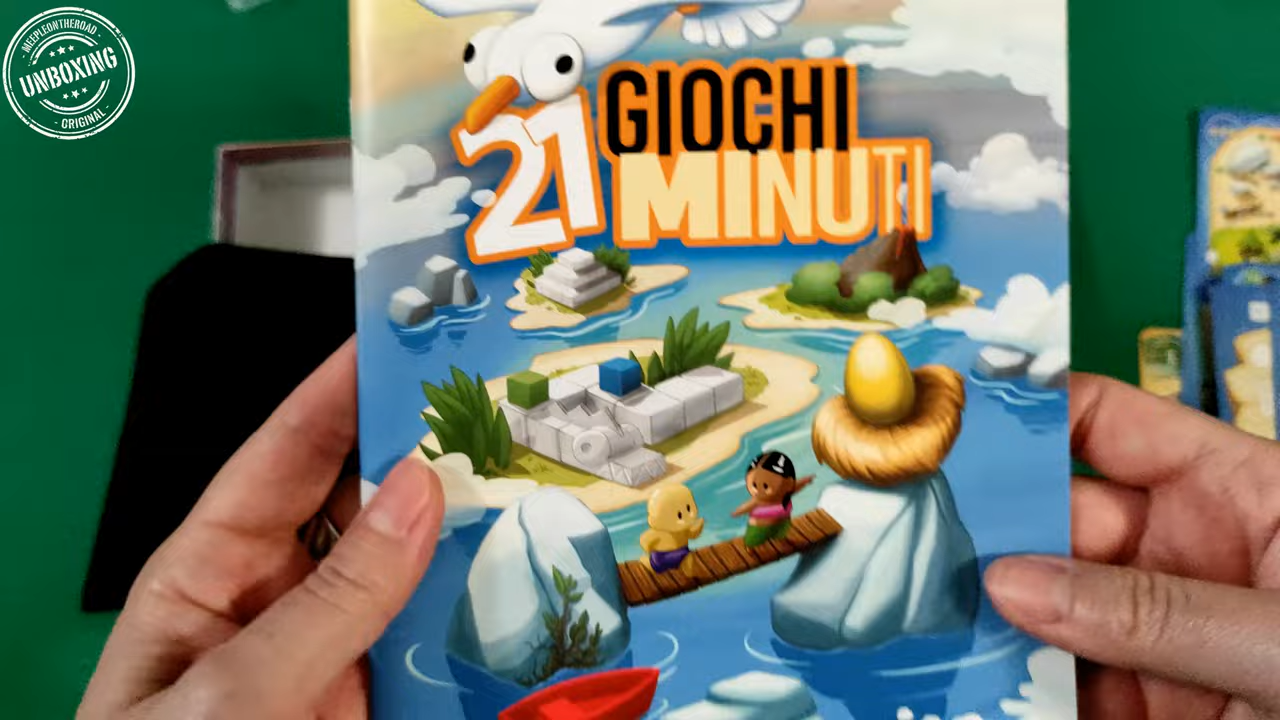 MEEPLEONTHEROAD
UNBOXING
- ORIGINAL -
21 GIOCHI
MINUTI